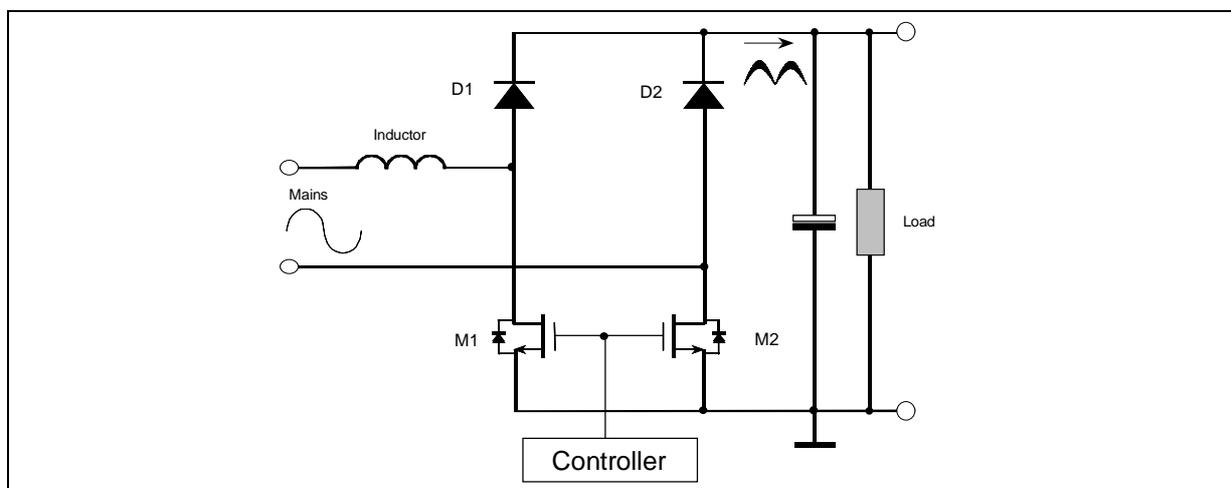 D1
D2
Inductor
Mains
Load
M1
M2
Controller